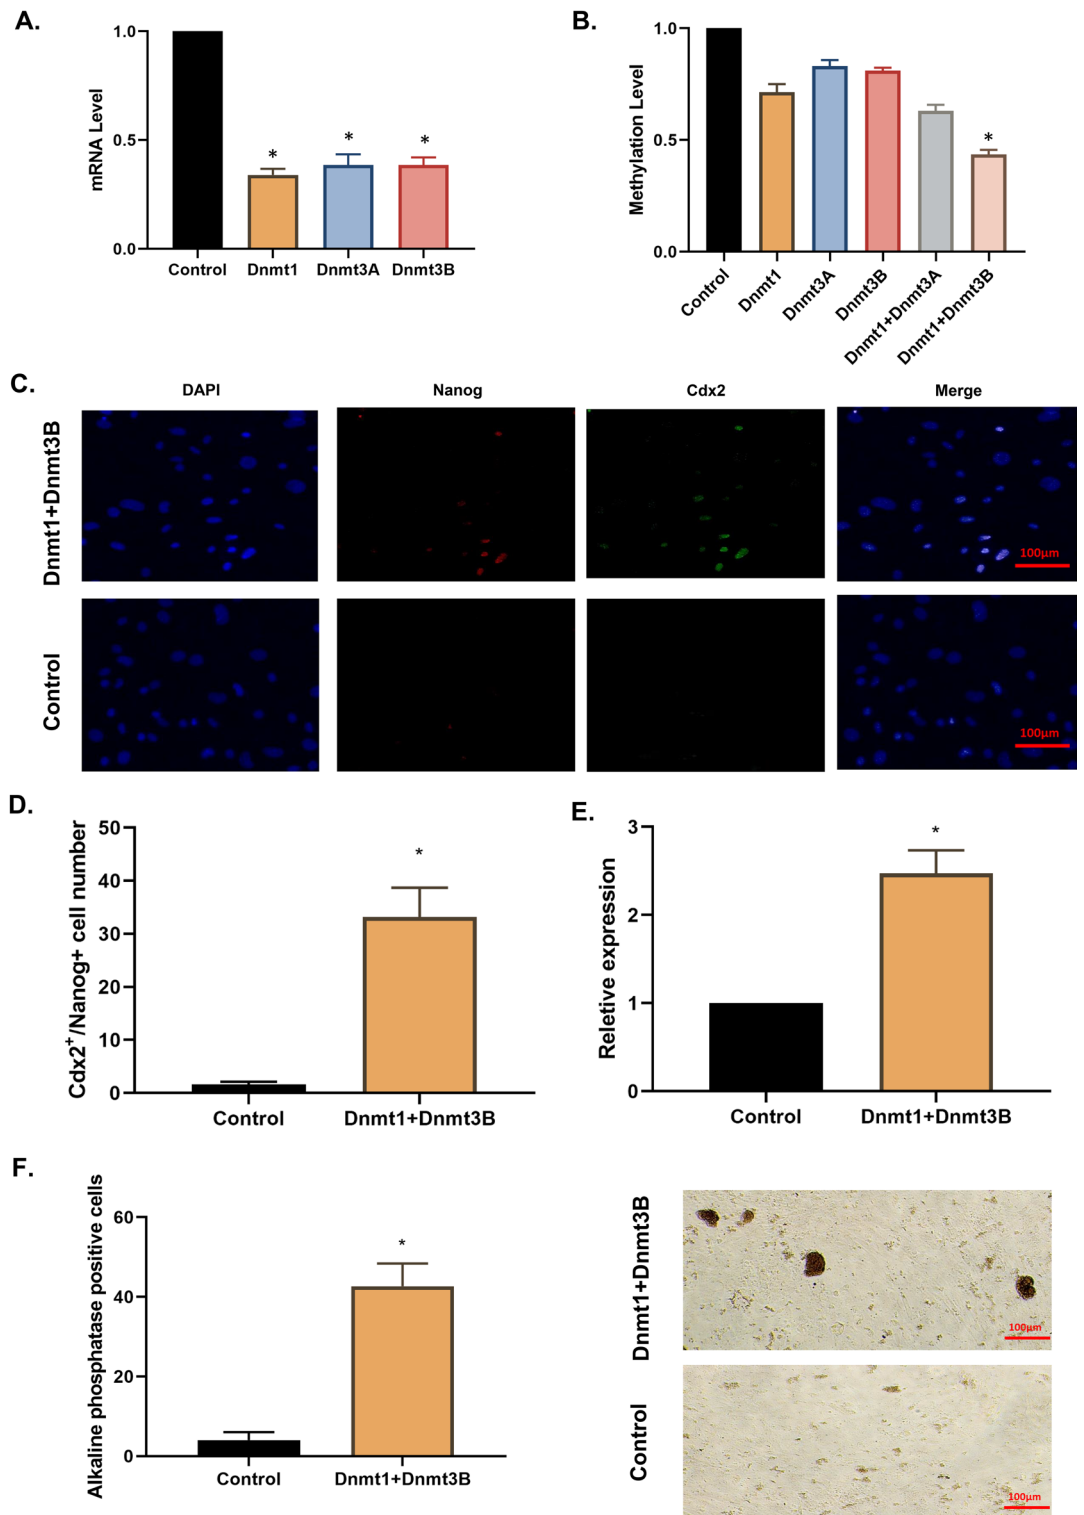 A.
mRNA Level
1.0
0.5
0.0
*
*
*
Control
Dnmt1
Dnmt3A
Dnmt3B
B.
Methylation Level
1.0
0.5
0.0
*
Control
Dnmt1
Dnmt3A
Dnmt3B
Dnmt1+Dnmt3A
Dnmt1+Dnmt3B
C.
DAPI
Nanog
Cdx2
Merge
Dnmt1+Dnmt3B
100μm
Control
100μm
D.
Cdx2+/Nanog+ cell number
50
40
30
20
10
0
*
Control
Dnmt1+Dnmt3B
E.
Reletive expression
3
2
1
0
*
Control
Dnmt1+Dnmt3B
F.
Alkaline phosphatase positive cells
60
40
20
0
*
Control
Dnmt1+Dnmt3B
Dnmt1+Dnmt3B
100μm
Control
100μm